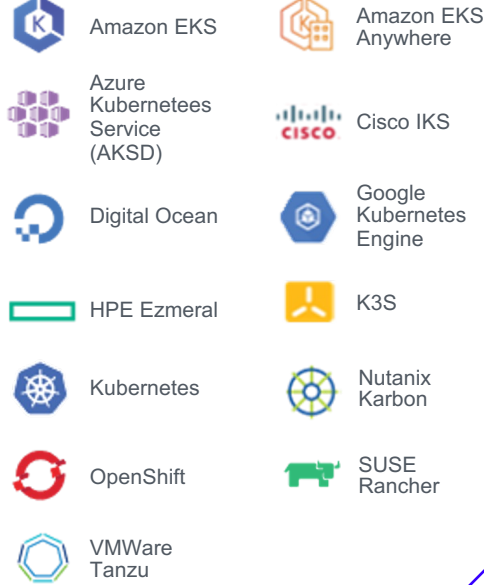 Amazon EKS
Amazon EKS
Anywhere
Azure
Kubernetees
Service
(AKSD)
CISCO
Cisco IKS
Digital Ocean
Google
Kubernetes
Engine
HPE Ezmeral
K3S
Kubernetes
Nutanix
Karbon
OpenShift
SUSE
Rancher
VMWare
Tanzu